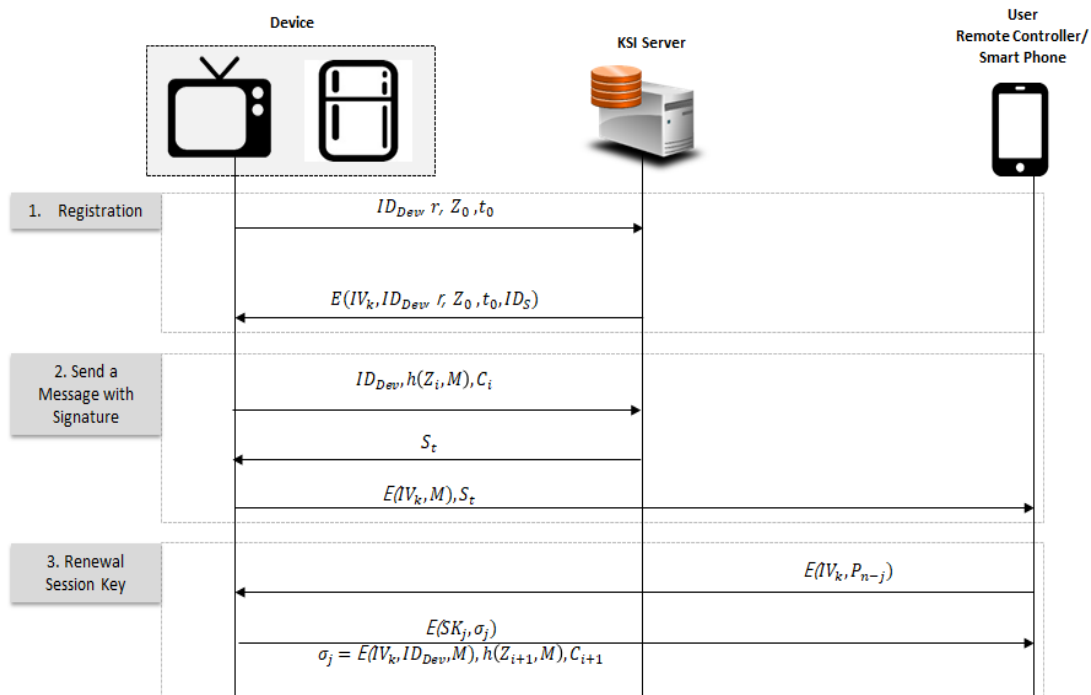 Device
KSI Server
User
Remote Controller/
Smart Phone
1. Registration
ID_Dev, r, Z_0 ,t_0
E(IV_k,ID_Dev, r, Z_0 ,t_0,ID_S)
2. Send a
Message with
Signature
ID_Dev,h(Z_i,M),C_i
S_t
E(IV_k,M),S_t
3. Renewal
Session Key
E(IV_k,P_{n-j})
E(SK_j,σ_j)
σ_j = E(IV_k,ID_Dev,M),h(Z_{i+1},M),C_{i+1}